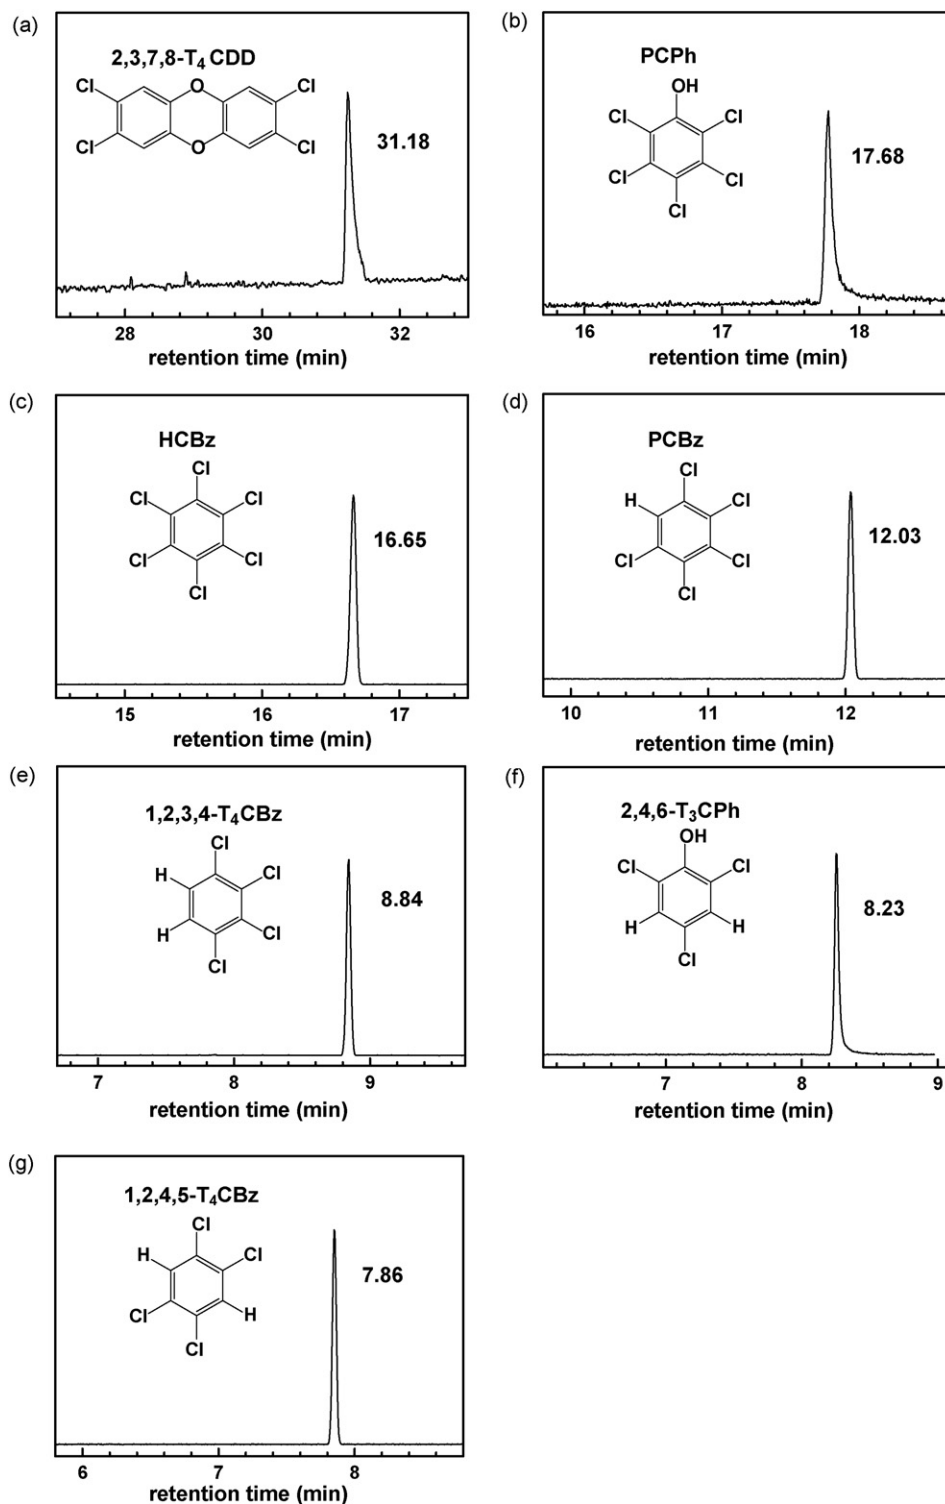 (a)
2,3,7,8-T₄ CDD
Cl O Cl
Cl O Cl
31.18
28 30 32
retention time (min)
(b)
PCPh
OH
Cl Cl
Cl Cl
Cl
17.68
16 17 18
retention time (min)
(c)
HCBz
Cl
Cl Cl
Cl Cl
Cl
16.65
15 16 17
retention time (min)
(d)
PCBz
Cl
H Cl
Cl Cl
Cl
12.03
10 11 12
retention time (min)
(e)
1,2,3,4-T₄CBz
Cl
H Cl
H Cl
Cl
8.84
7 8 9
retention time (min)
(f)
2,4,6-T₃CPh
OH
Cl Cl
H H
Cl
8.23
7 8 9
retention time (min)
(g)
1,2,4,5-T₄CBz
Cl
H Cl
Cl H
Cl
7.86
6 7 8
retention time (min)